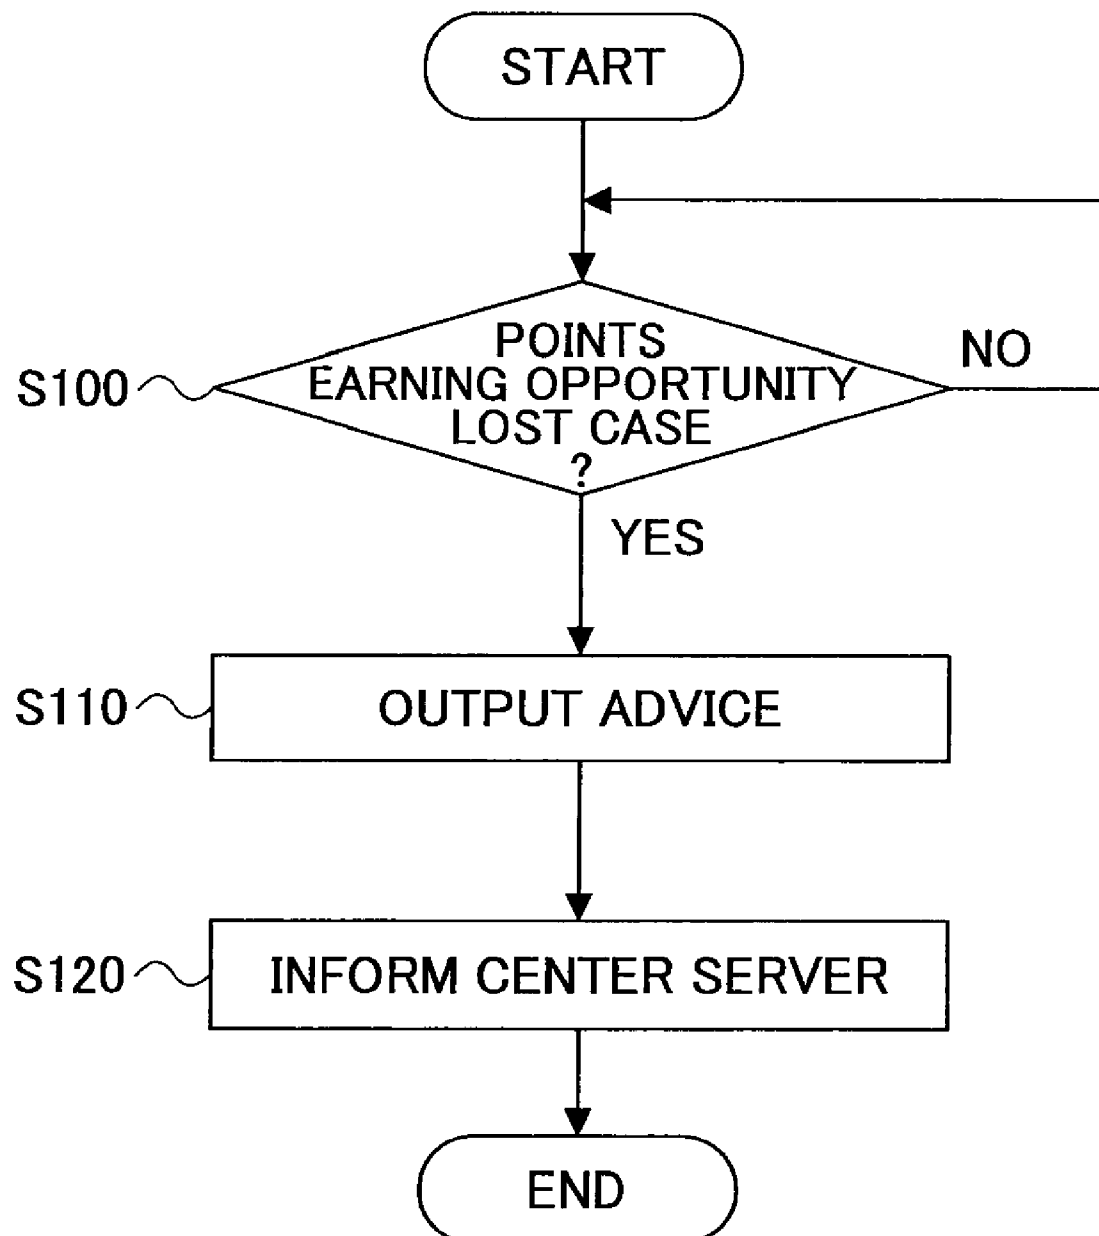 START
POINTS
EARNING OPPORTUNITY
LOST CASE
?
NO
S100
YES
S110
OUTPUT ADVICE
S120
INFORM CENTER SERVER
END